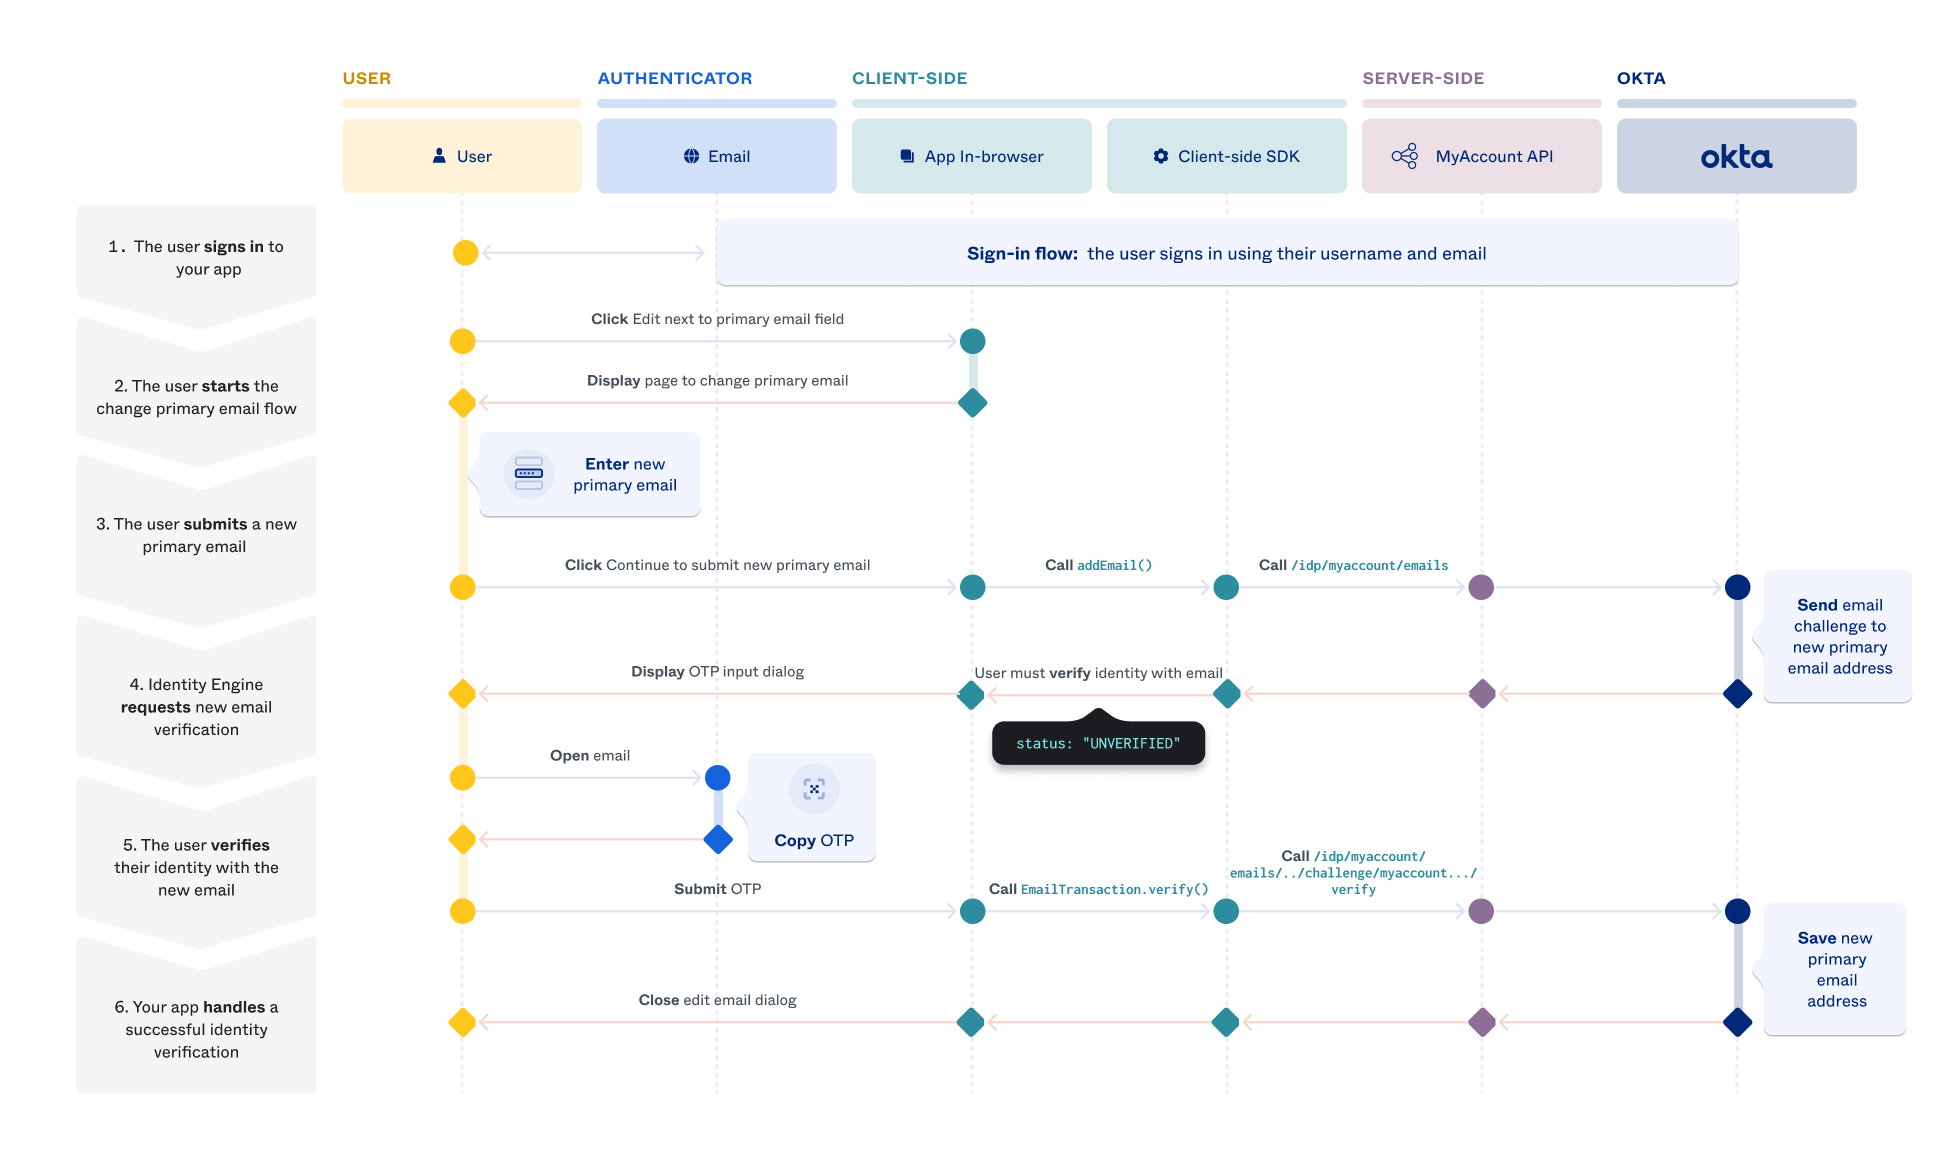 USER
AUTHENTICATOR
CLIENT-SIDE
SERVER-SIDE
OKTA
User
Email
App In-browser
Client-side SDK
MyAccount API
okta
1. The user signs in to
your app
Sign-in flow: the user signs in using their username and email
2. The user starts the
change primary email flow
Click Edit next to primary email field
Display page to change primary email
Enter new
primary email
3. The user submits a new
primary email
Click Continue to submit new primary email
Call addEmail()
Call /idp/myaccount/emails
Send email
challenge to
new primary
email address
4. Identity Engine
requests new email
verification
Display OTP input dialog
User must verify identity with email
status: "UNVERIFIED"
Open email
Copy OTP
5. The user verifies
their identity with the
new email
Submit OTP
Call EmailTransaction.verify()
Call /idp/myaccount/
emails/../challenge/myaccount.../
verify
Save new
primary
email
address
6. Your app handles a
successful identity
verification
Close edit email dialog